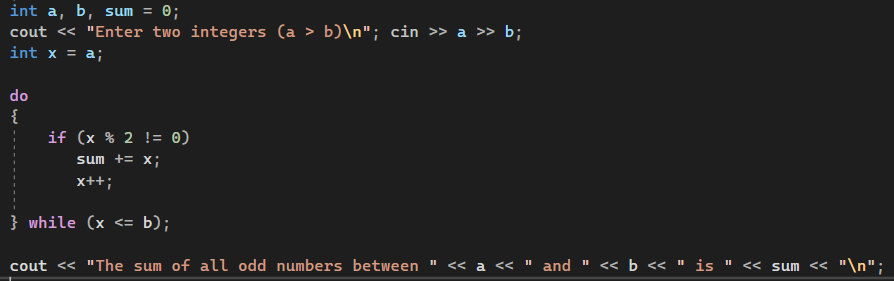 int a, b, sum = 0;
cout << "Enter two integers (a > b)\n"; cin >> a >> b;
int x = a;
do
{
if (x % 2 != 0)
sum += x;
x++;
} while (x <= b);
cout << "The sum of all odd numbers between " << a << " and " << b << " is " << sum << "\n";